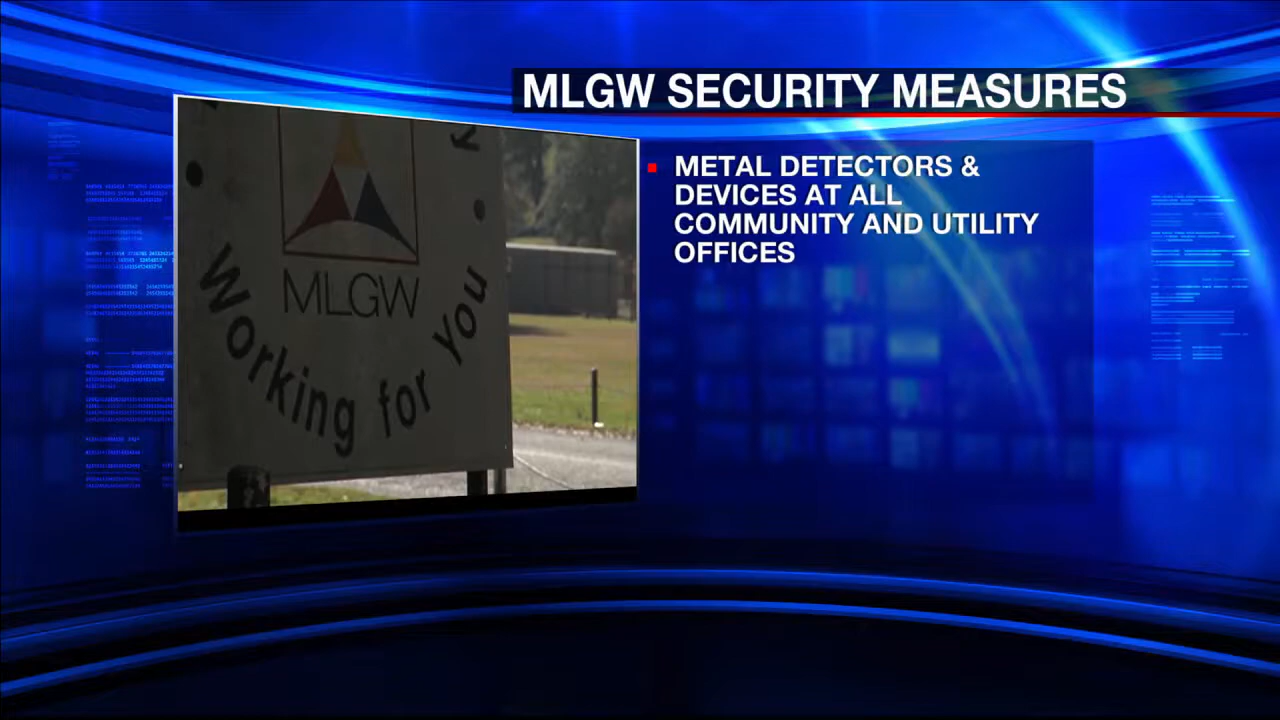 MLGW SECURITY MEASURES
METAL DETECTORS &
DEVICES AT ALL
COMMUNITY AND UTILITY
OFFICES
MLGW
Working for You